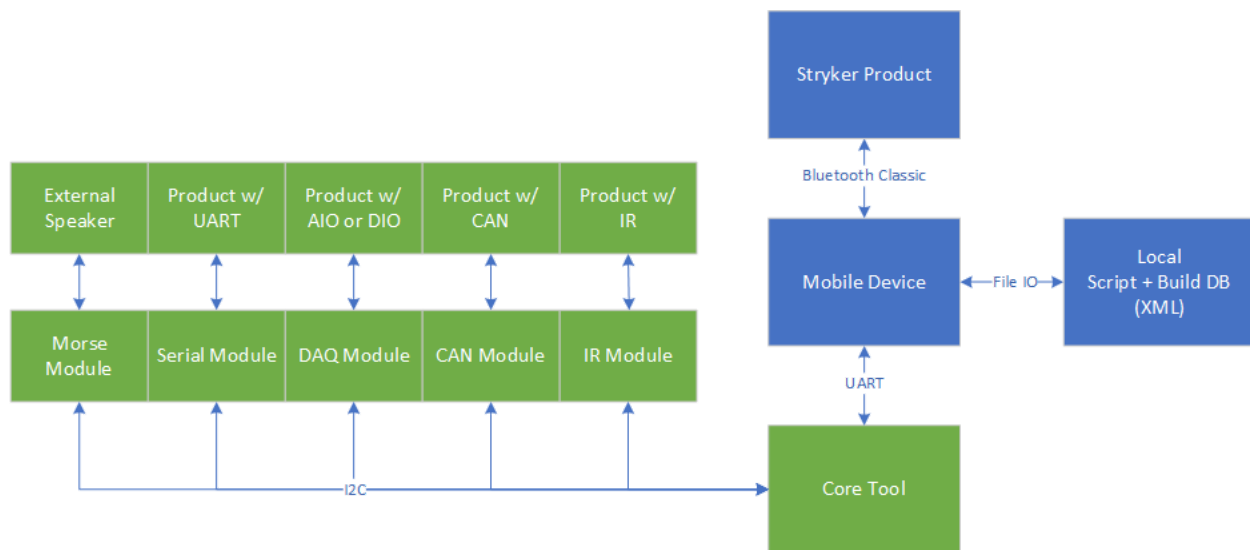 Stryker Product
Bluetooth Classic
External
Speaker
Product w/
UART
Product w/
AIO or DIO
Product w/
CAN
Product w/
IR
Mobile Device
File IO
Local
Script + Build DB
(XML)
Morse
Module
Serial Module
DAQ Module
CAN Module
IR Module
UART
I2C
Core Tool